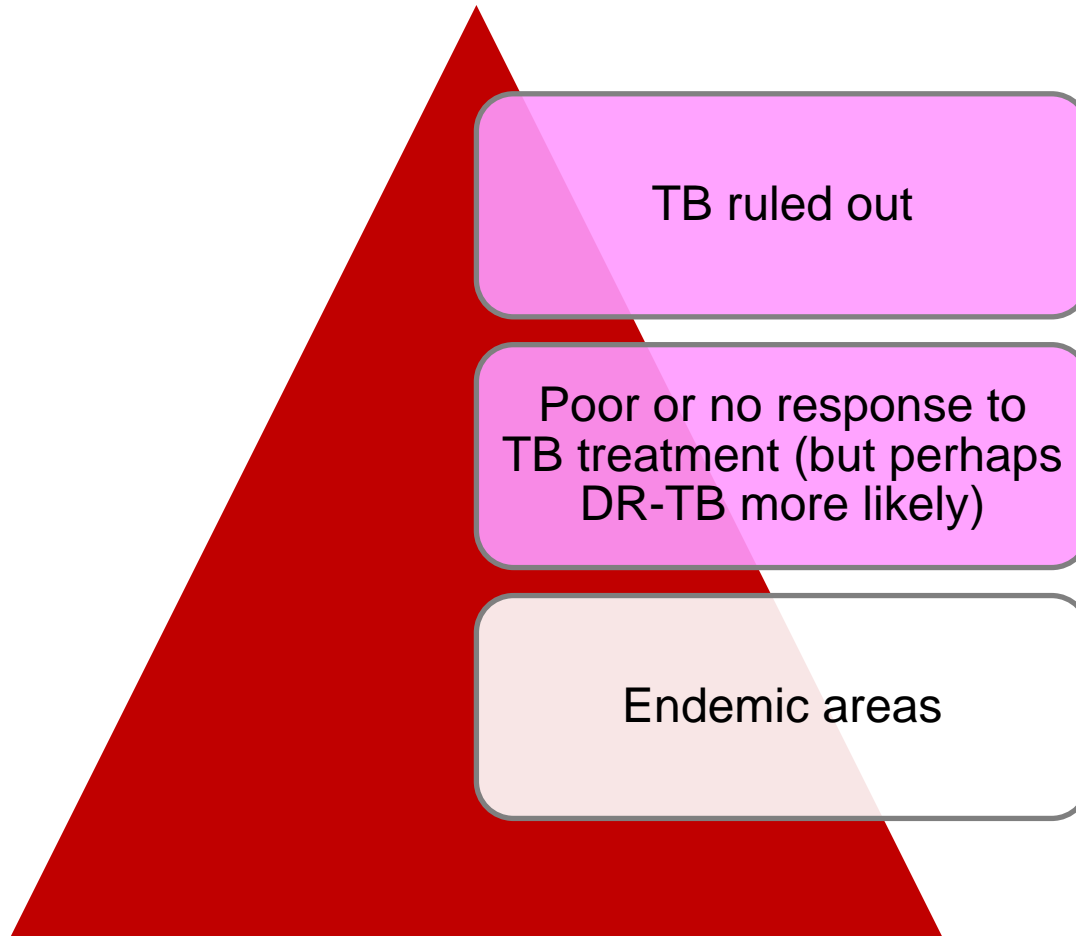 TB ruled out
Poor or no response to
TB treatment (but perhaps
DR-TB more likely)
Endemic areas